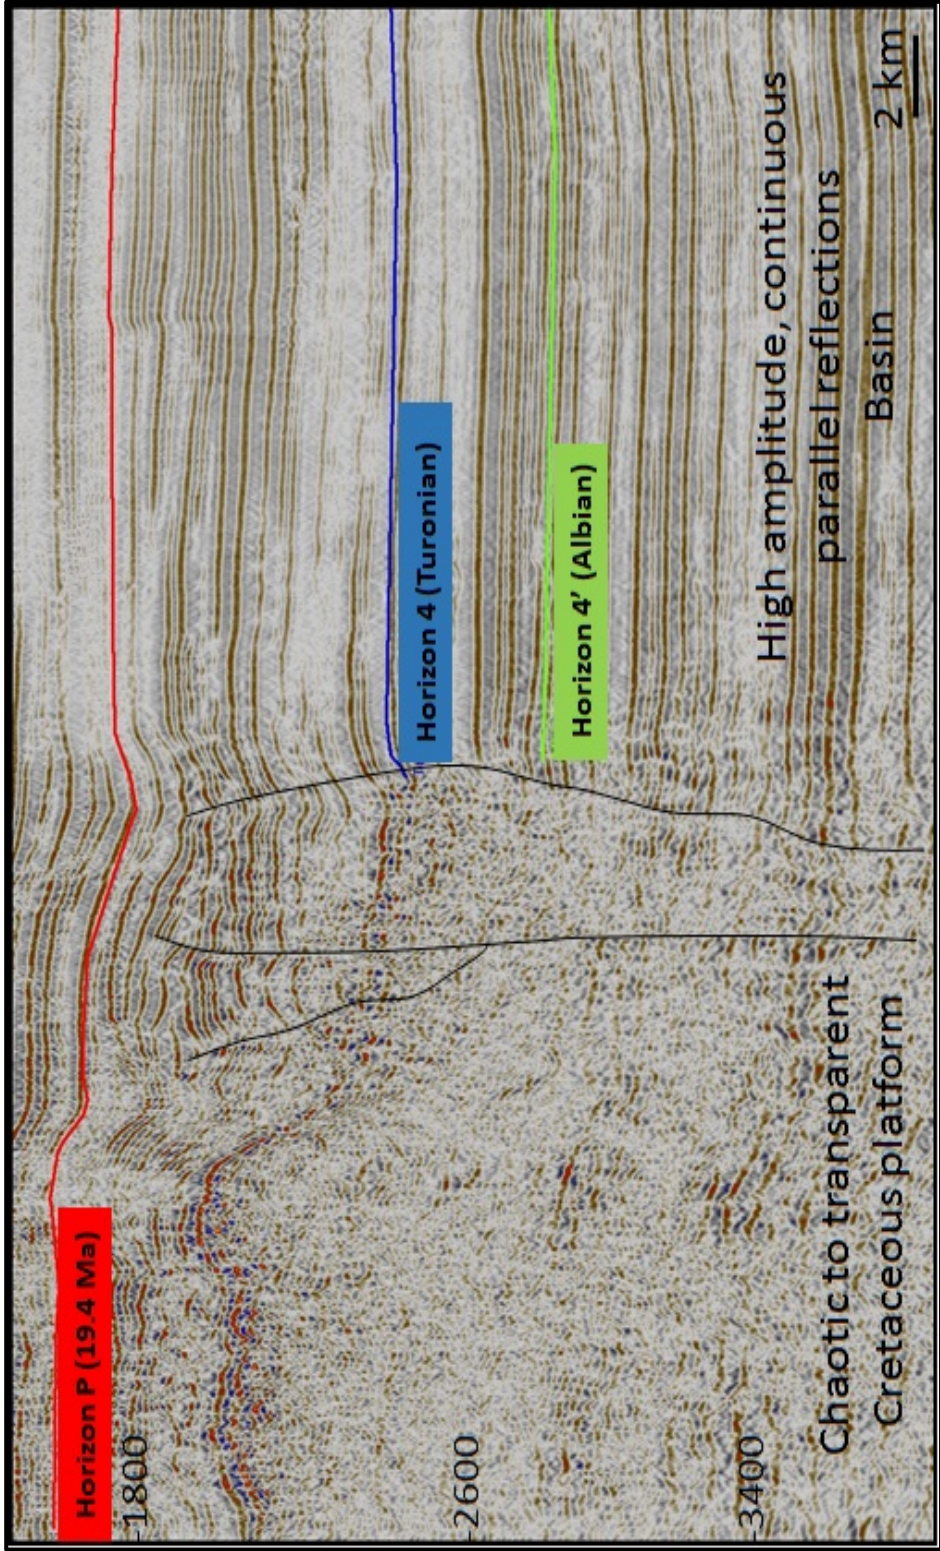 Horizon P (19.4 Ma)
-1800
-2600
-3400
Horizon 4 (Turonian)
Horizon 4’ (Albian)
Chaotic to transparent
Cretaceous platform
High amplitude, continuous
parallel reflections
Basin
2 km